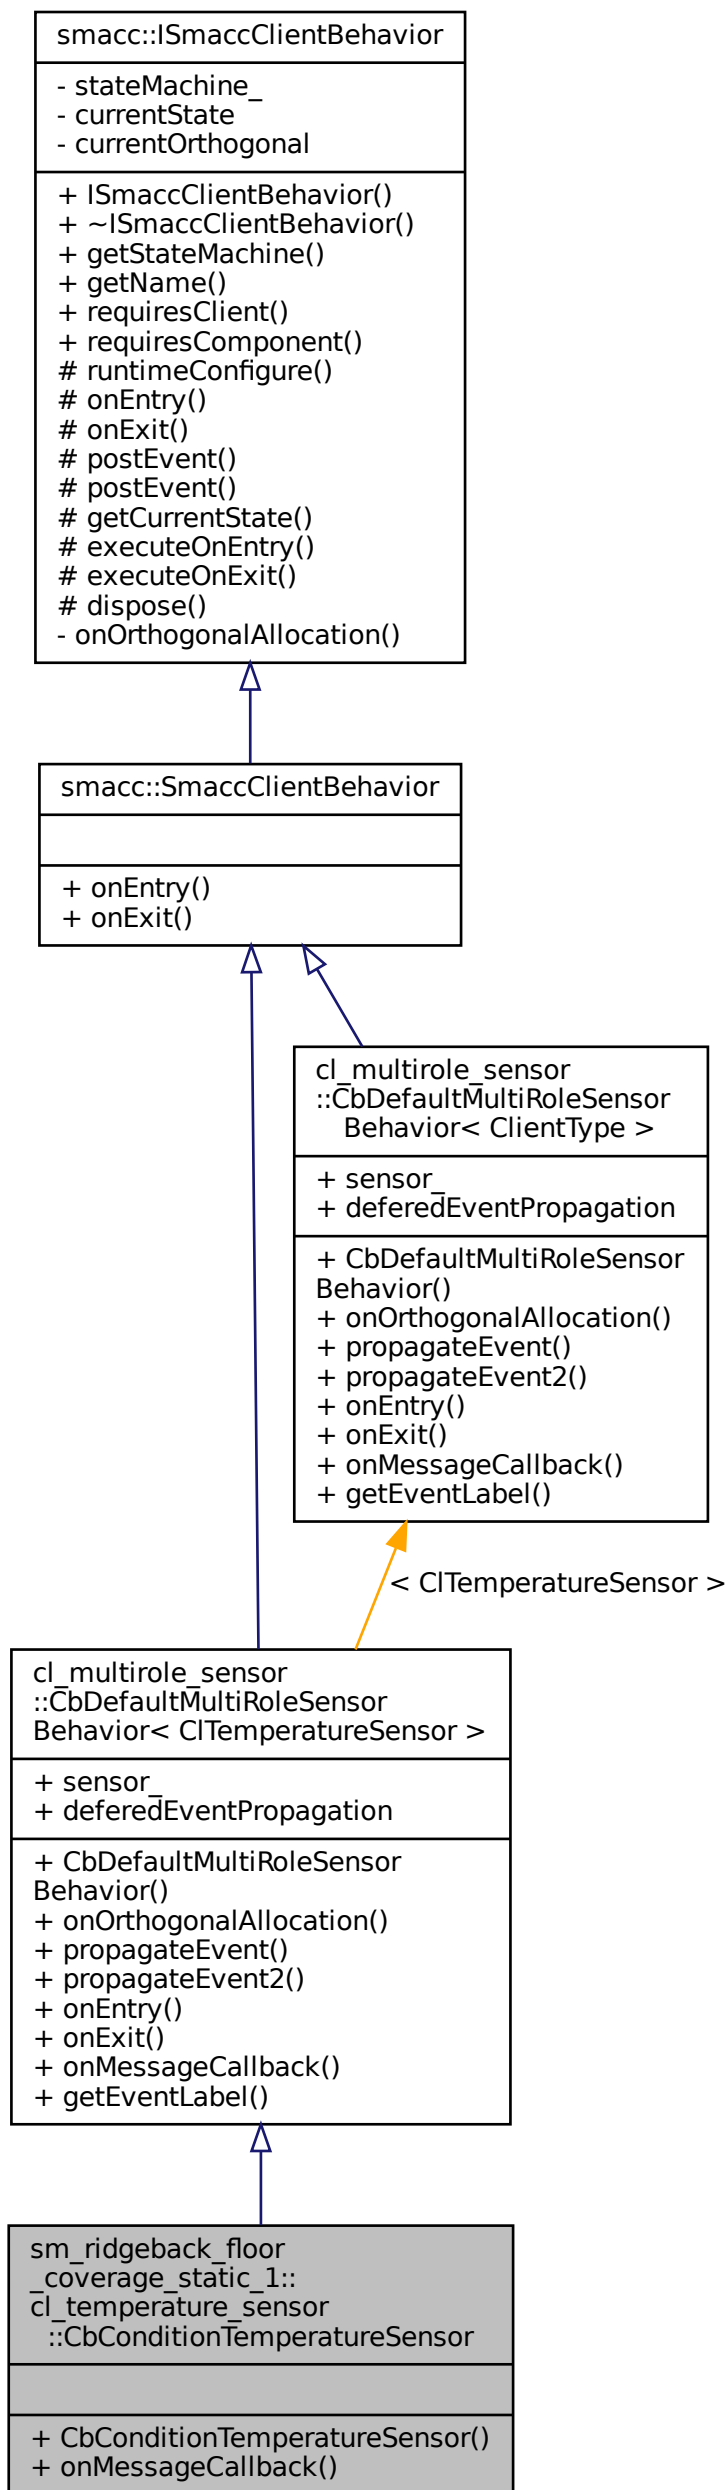 smacc::ISmaccClientBehavior
- stateMachine_
- currentState
- currentOrthogonal
+ ISmaccClientBehavior()
+ ~ISmaccClientBehavior()
+ getStateMachine()
+ getName()
+ requiresClient()
+ requiresComponent()
# runtimeConfigure()
# onEntry()
# onExit()
# postEvent()
# postEvent()
# getCurrentState()
# executeOnEntry()
# executeOnExit()
# dispose()
- onOrthogonalAllocation()
smacc::SmaccClientBehavior
+ onEntry()
+ onExit()
cl_multirole_sensor
::CbDefaultMultiRoleSensor
Behavior< ClientType >
+ sensor_
+ deferedEventPropagation
+ CbDefaultMultiRoleSensor
Behavior()
+ onOrthogonalAllocation()
+ propagateEvent()
+ propagateEvent2()
+ onEntry()
+ onExit()
+ onMessageCallback()
+ getEventLabel()
< ClTemperatureSensor >
cl_multirole_sensor
::CbDefaultMultiRoleSensor
Behavior< ClTemperatureSensor >
+ sensor_
+ deferedEventPropagation
+ CbDefaultMultiRoleSensor
Behavior()
+ onOrthogonalAllocation()
+ propagateEvent()
+ propagateEvent2()
+ onEntry()
+ onExit()
+ onMessageCallback()
+ getEventLabel()
sm_ridgeback_floor
_coverage_static_1::
cl_temperature_sensor
::CbConditionTemperatureSensor
+ CbConditionTemperatureSensor()
+ onMessageCallback()